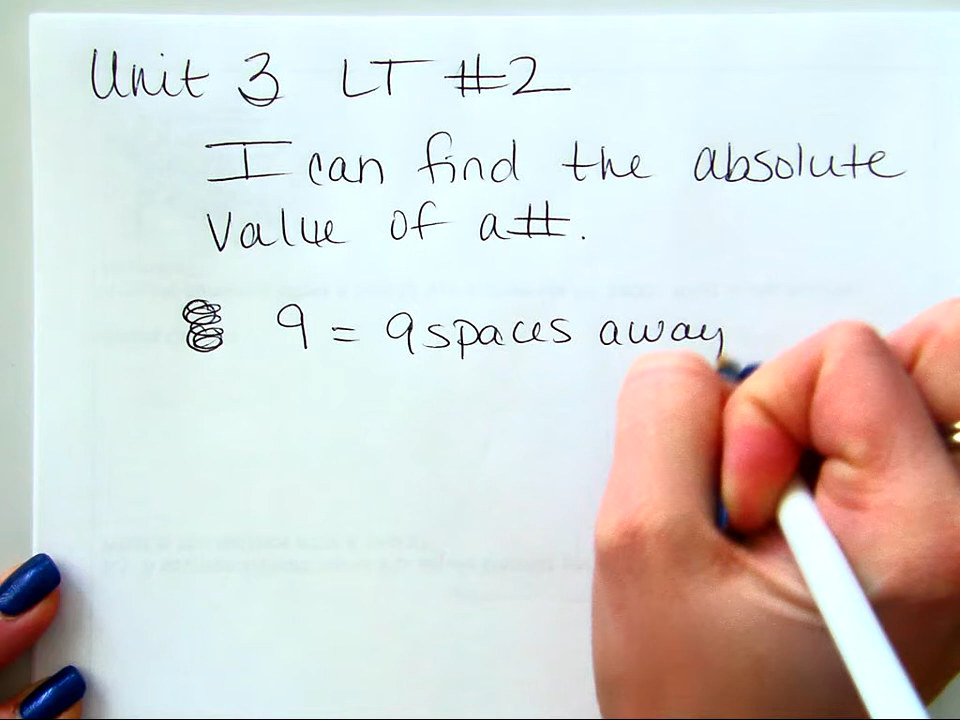 Unit 3 LT #2
I can find the absolute
value of a #.
9 = 9 spaces away